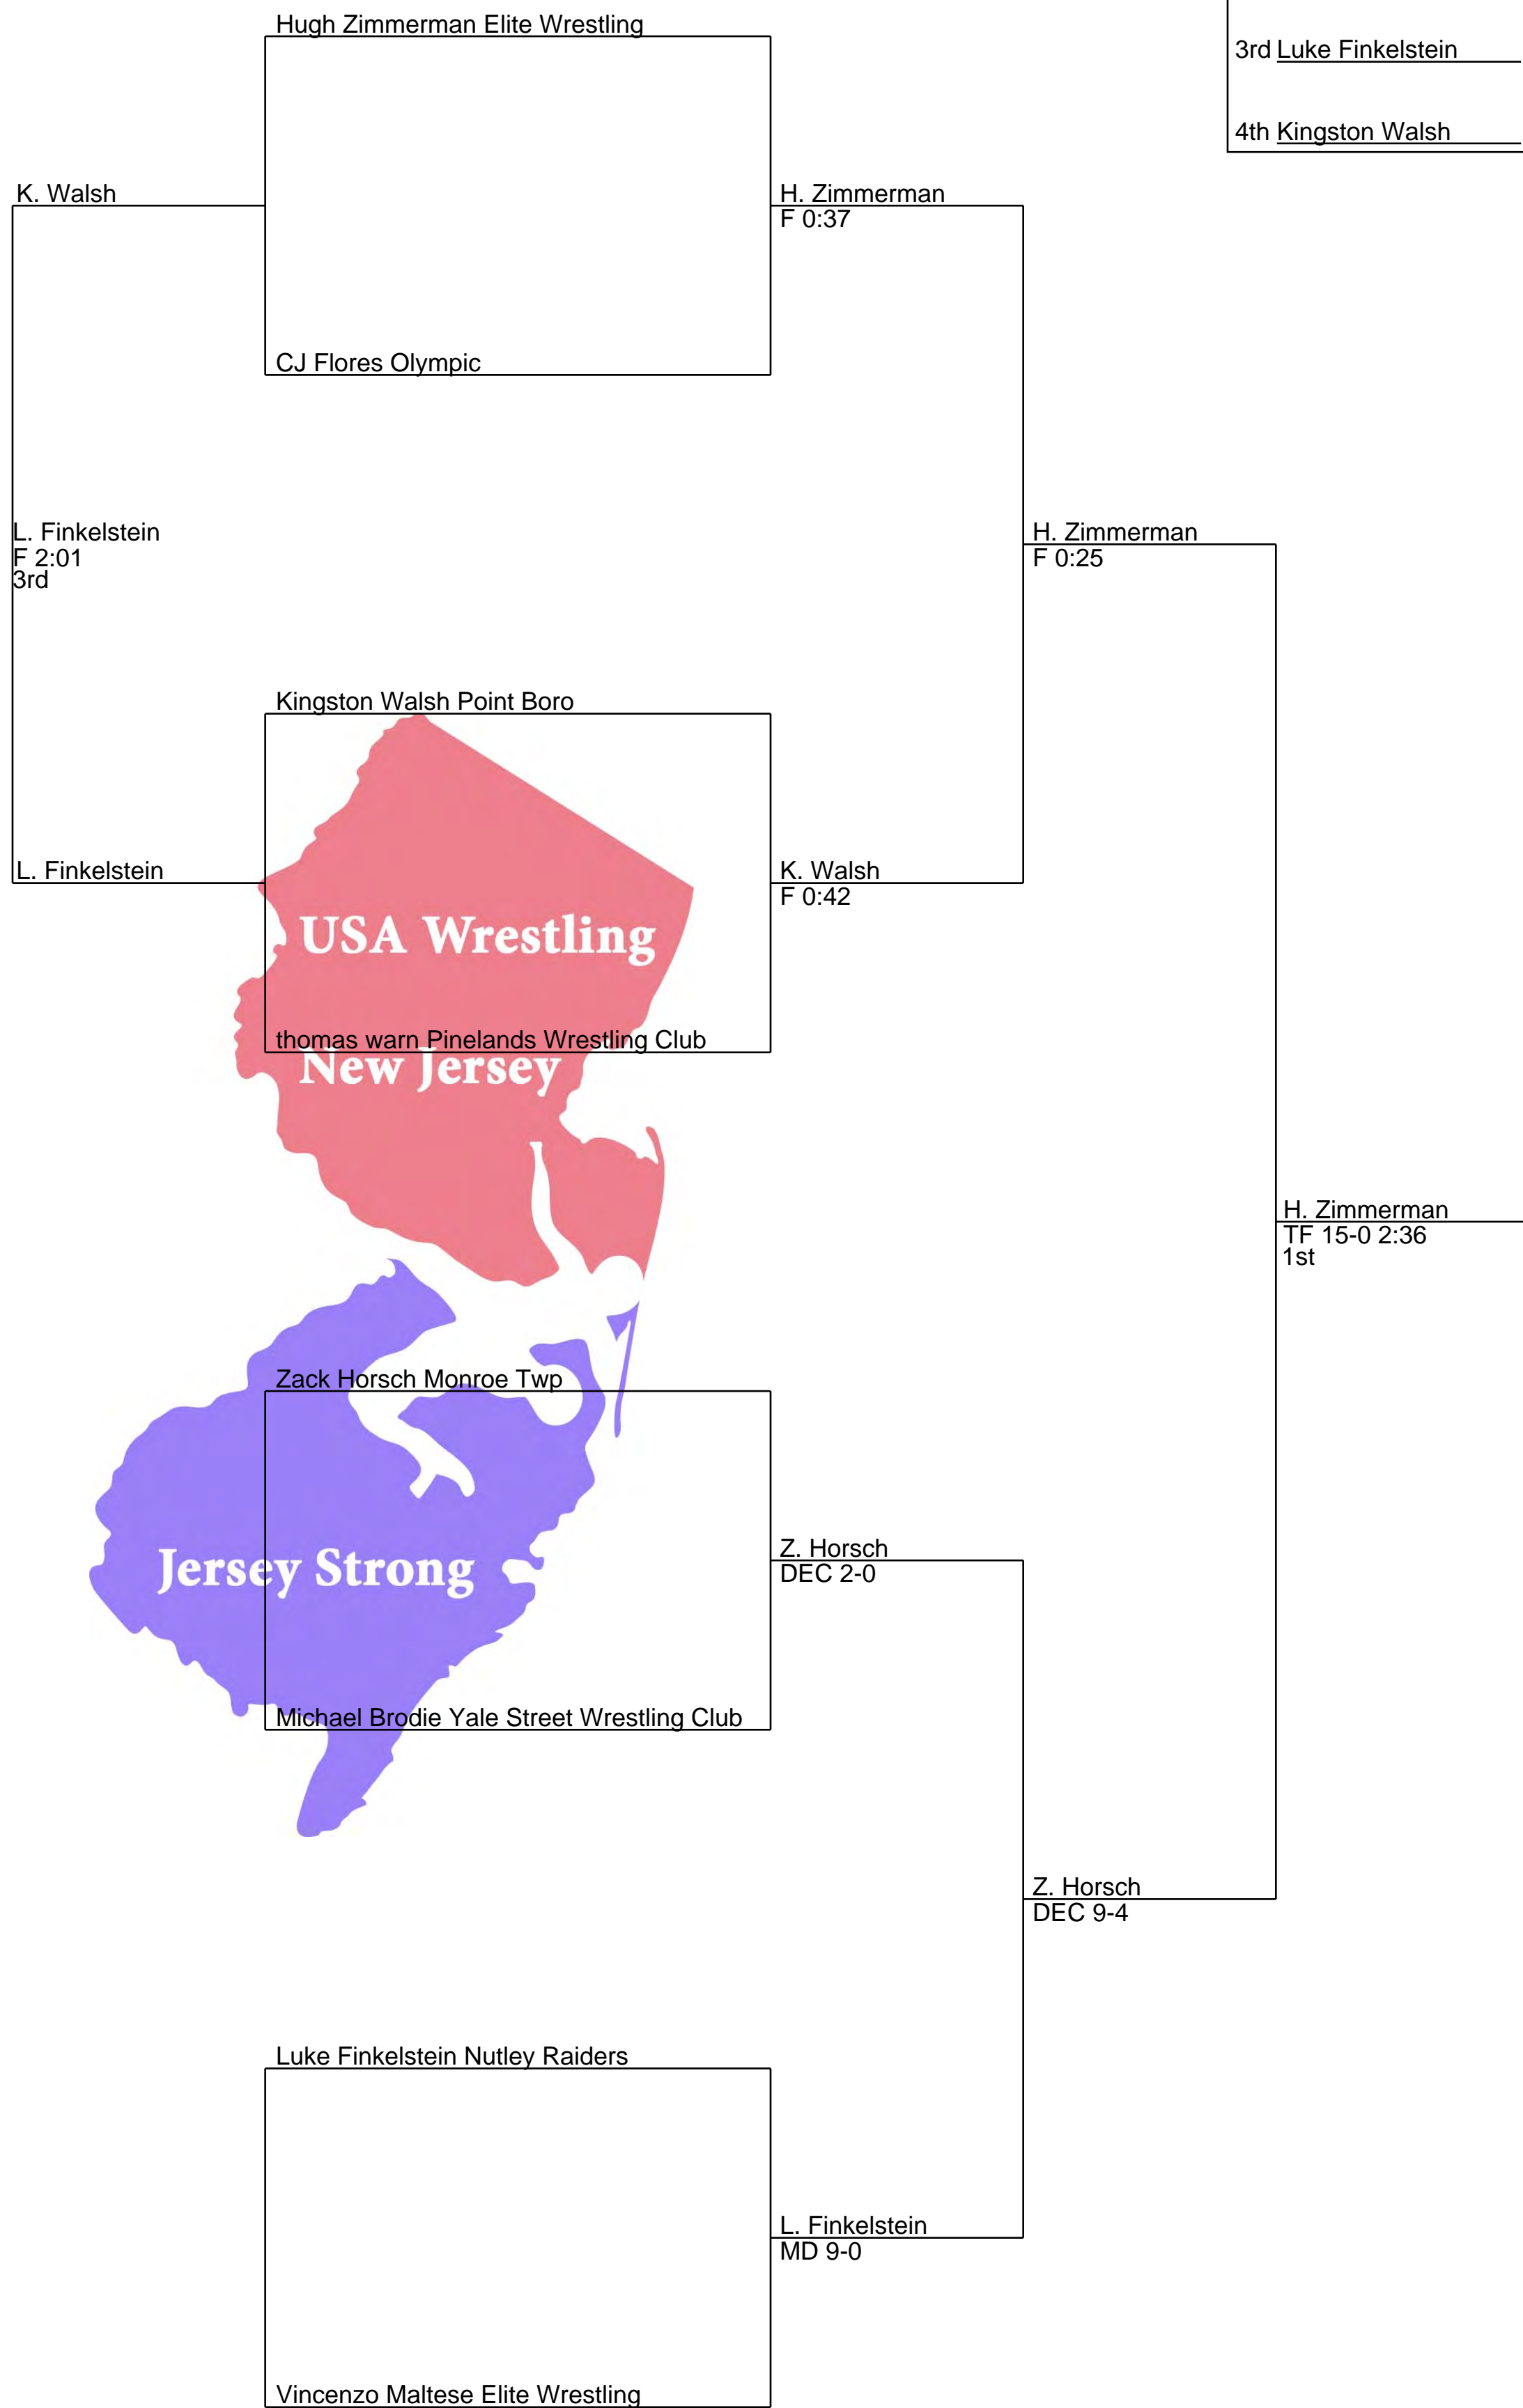 Hugh Zimmerman Elite Wrestling
3rd Luke Finkelstein
4th Kingston Walsh
K. Walsh
H. Zimmerman
F 0:37
CJ Flores Olympic
L. Finkelstein
F 2:01
3rd
H. Zimmerman
F 0:25
Kingston Walsh Point Boro
L. Finkelstein
K. Walsh
F 0:42
USA Wrestling
thomas warn Pinelands Wrestling Club
New Jersey
H. Zimmerman
TF 15-0 2:36
1st
Zack Horsch Monroe Twp
Z. Horsch
DEC 2-0
Jersey Strong
Michael Brodie Yale Street Wrestling Club
Z. Horsch
DEC 9-4
Luke Finkelstein Nutley Raiders
L. Finkelstein
MD 9-0
Vincenzo Maltese Elite Wrestling